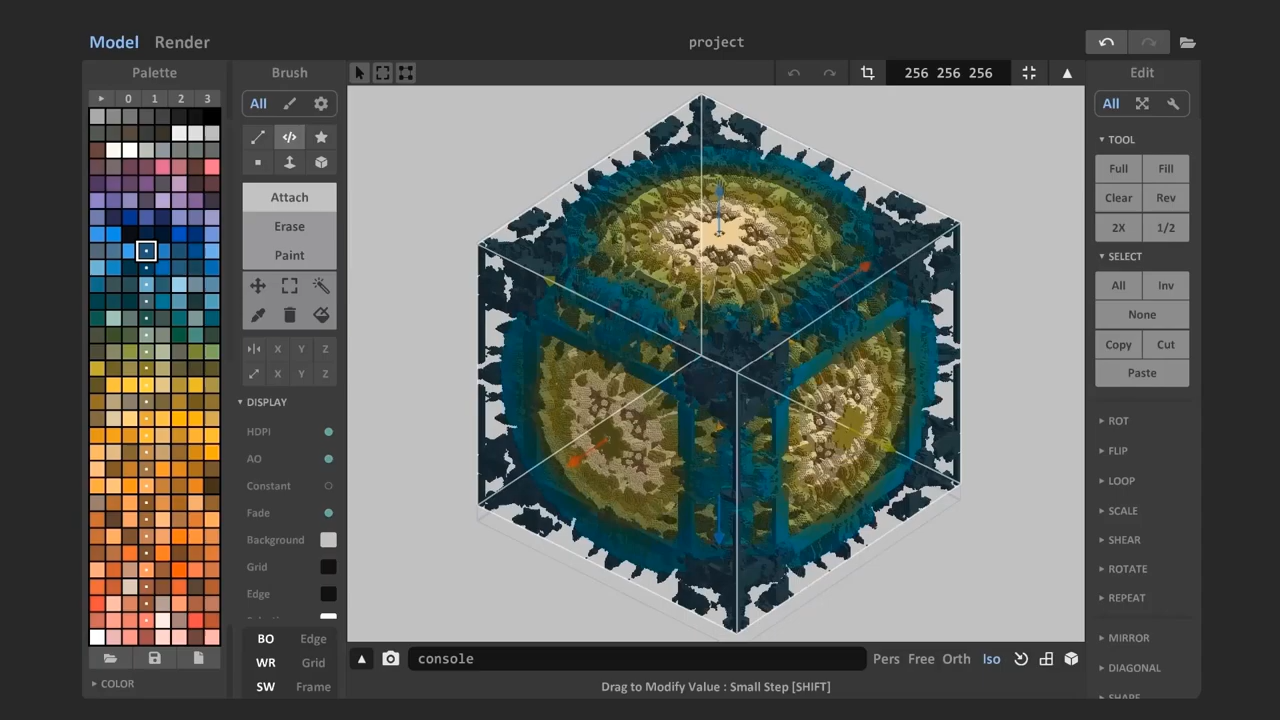 Model Render
project
Palette
Brush
256 256 256
Edit
0 1 2 3
All
All
TOOL
Full Fill
Clear Rev
2X 1/2
Attach
Erase
Paint
SELECT
All Inv
None
Copy Cut
Paste
X Y Z
X Y Z
DISPLAY
HDPI
AO
Constant
Fade
Background
Grid
Edge
ROT
FLIP
LOOP
SCALE
SHEAR
ROTATE
REPEAT
MIRROR
DIAGONAL
BO Edge
WR Grid
SW Frame
console
Pers Free Orth Iso
COLOR
Drag to Modify Value : Small Step [SHIFT]